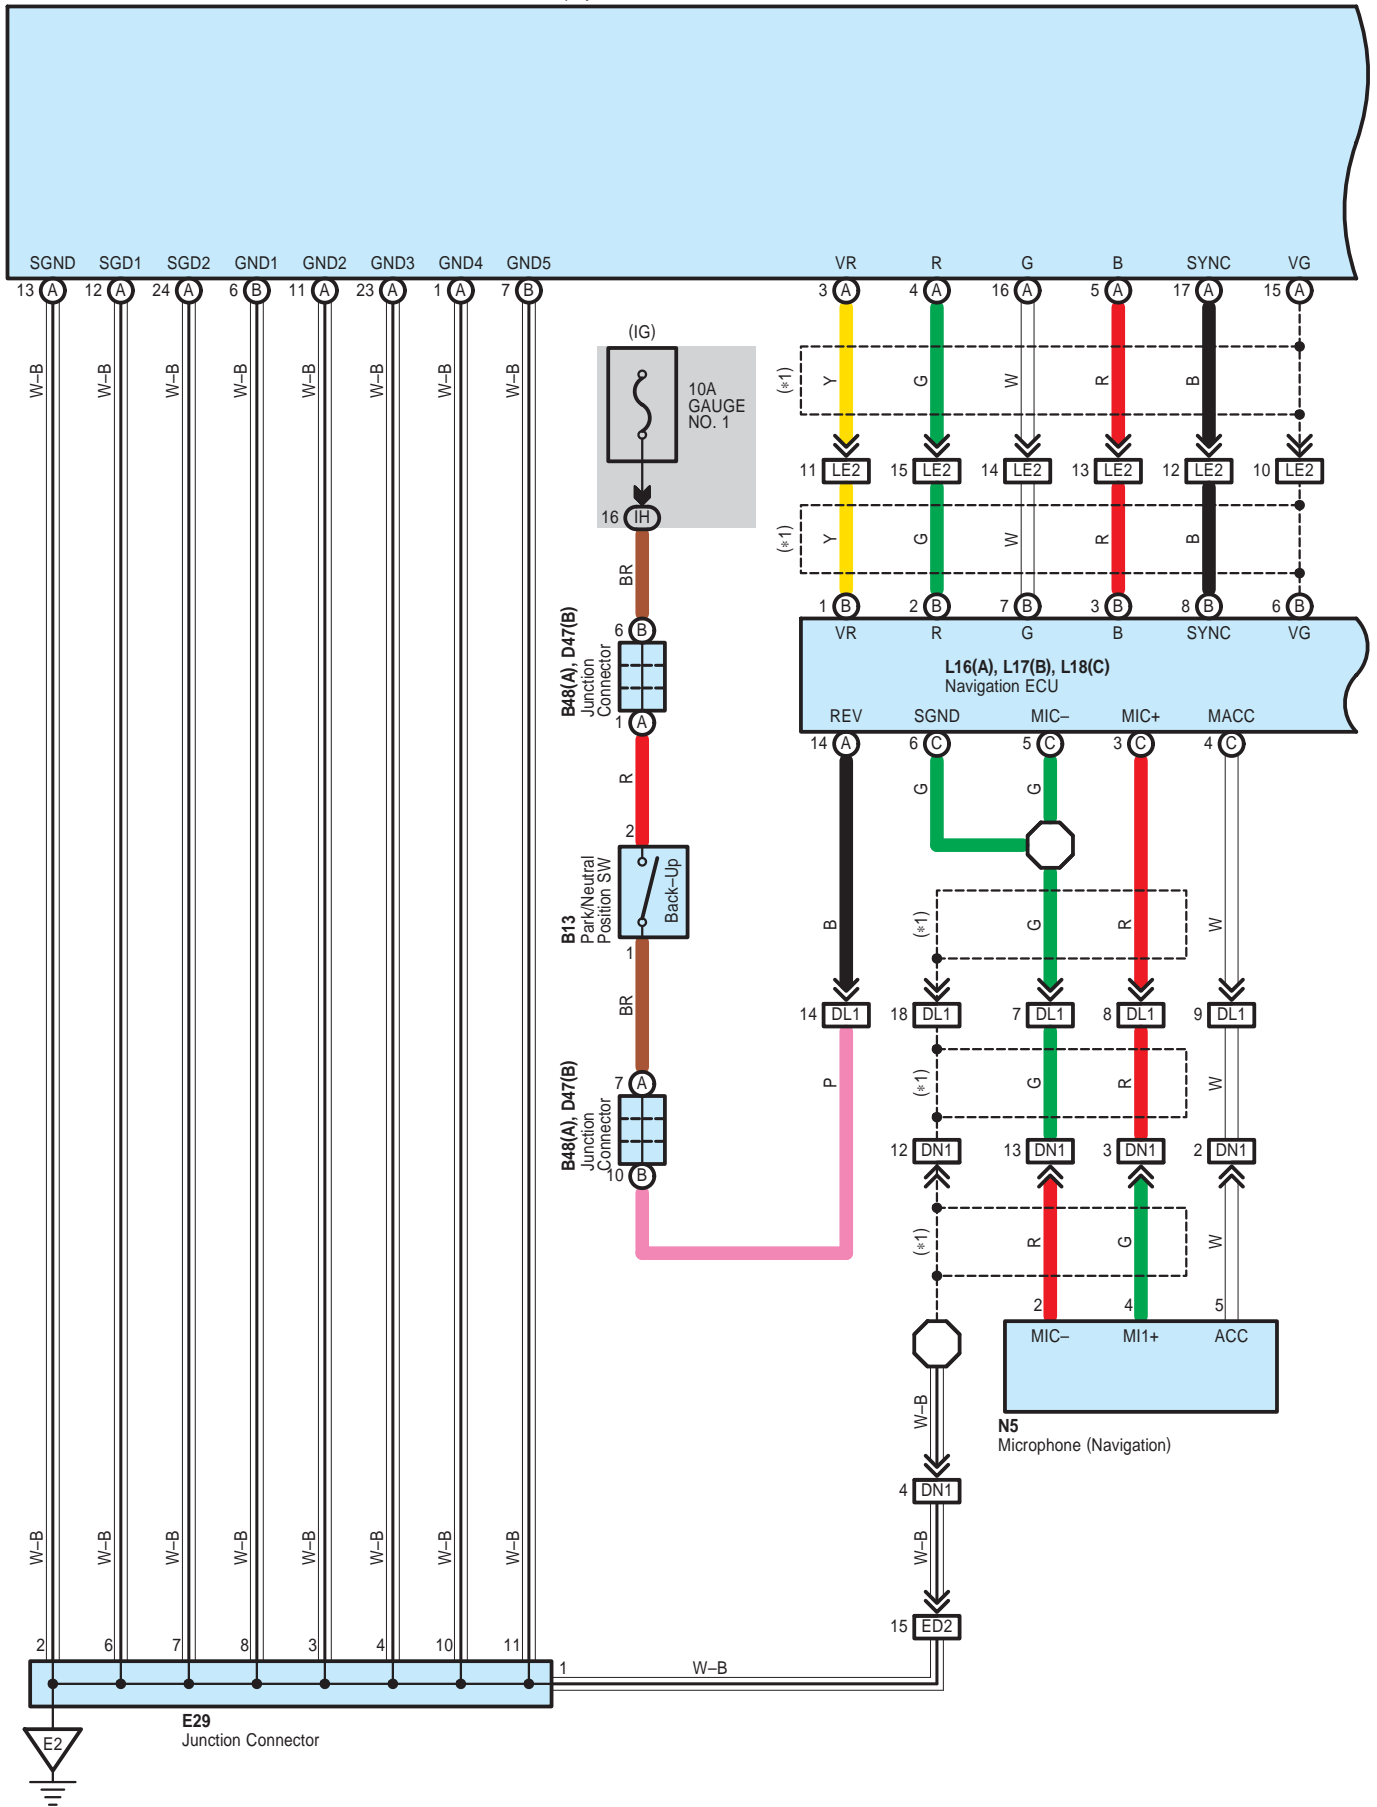 SGND SGD1 SGD2 GND1 GND2 GND3 GND4 GND5 VR R G B SYNC VG
13 A 12 A 24 A 6 B 11 A 23 A 1 A 7 B 3 A 4 A 16 A 5 A 17 A 15 A
(IG)
W–B W–B W–B W–B W–B W–B W–B W–B
10A
GAUGE
NO. 1
(*1) Y G W R B
11 LE2 15 LE2 14 LE2 13 LE2 12 LE2 10 LE2
16 IH
(*1) Y G W R B
BR
1 B 2 B 7 B 3 B 8 B 6 B
VR R G B SYNC VG
6 B
B48(A), D47(B)
Junction
Connector
1 A
L16(A), L17(B), L18(C)
Navigation ECU
REV SGND MIC– MIC+ MACC
14 A 6 C 5 C 3 C 4 C
R
G G
2
B13
Park/Neutral
Position SW
Back–Up
1
B (*1) G R W
BR
14 DL1 18 DL1 7 DL1 8 DL1 9 DL1
7 A
B48(A), D47(B)
Junction
Connector
10 B
P (*1) G R W
12 DN1 13 DN1 3 DN1 2 DN1
(*1) R G W
2 4 5
MIC– MI1+ ACC
N5
Microphone (Navigation)
W–B
4 DN1
W–B W–B W–B W–B W–B W–B W–B W–B W–B
15 ED2
2 6 7 8 3 4 10 11
1 W–B
E29
Junction Connector
E2